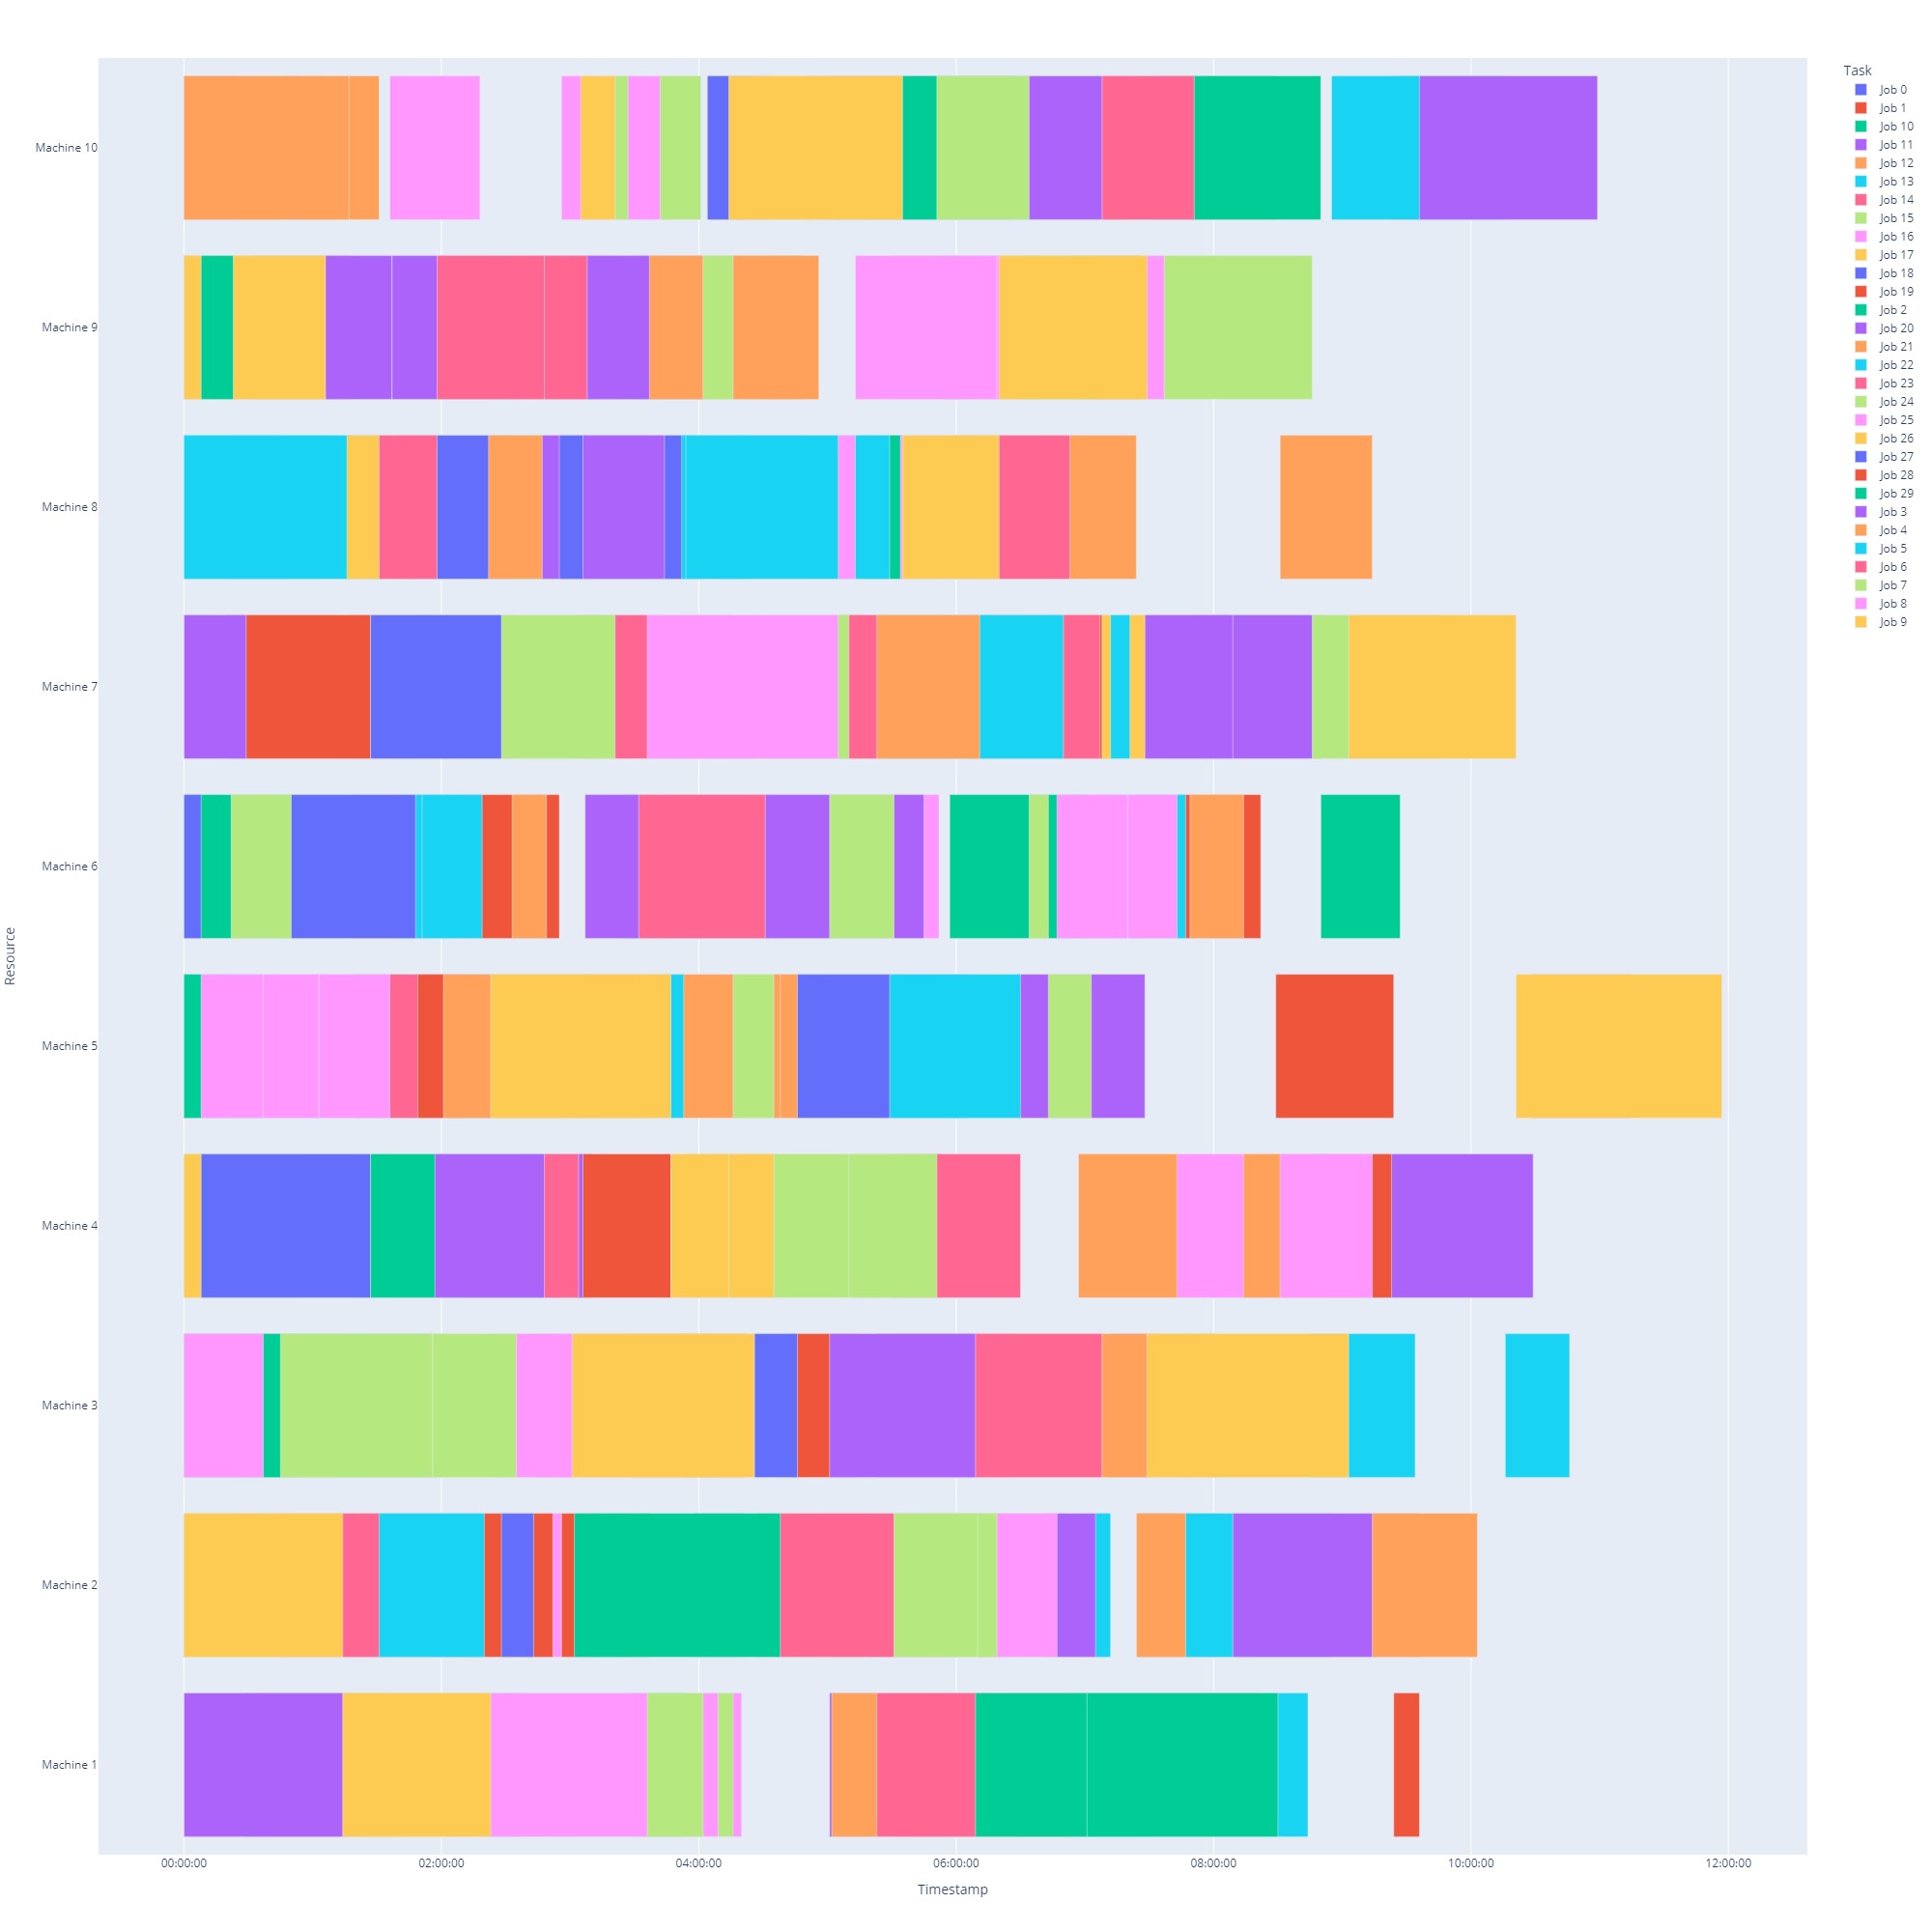 Task
Job 0
Job 1
Job 10
Job 11
Job 12
Job 13
Job 14
Job 15
Job 16
Job 17
Job 18
Job 19
Job 2
Job 20
Job 21
Job 22
Job 23
Job 24
Job 25
Job 26
Job 27
Job 28
Job 29
Job 3
Job 4
Job 5
Job 6
Job 7
Job 8
Job 9
Machine 10
Machine 9
Machine 8
Machine 7
Machine 6
Machine 5
Machine 4
Machine 3
Machine 2
Machine 1
Resource
00:00:00 02:00:00 04:00:00 06:00:00 08:00:00 10:00:00 12:00:00
Timestamp